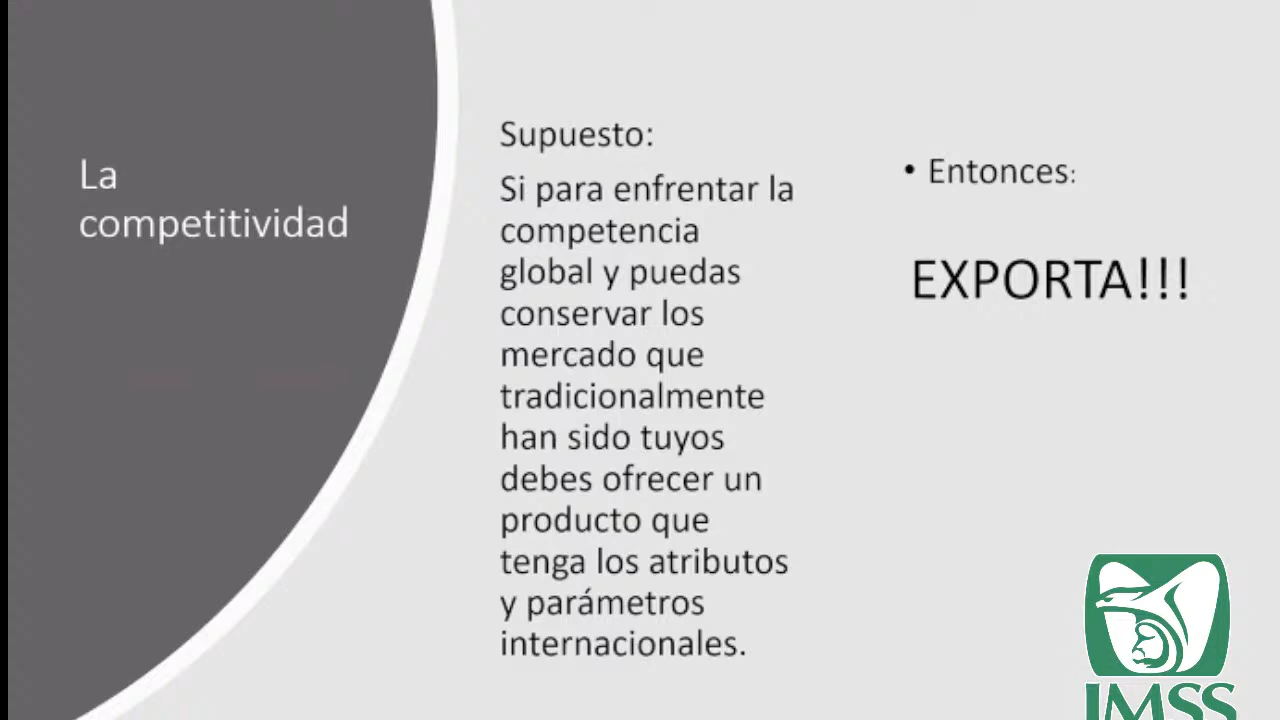 La
competitividad
Supuesto:
Si para enfrentar la
competencia
global y puedas
conservar los
mercado que
tradicionalmente
han sido tuyos
debes ofrecer un
producto que
tenga los atributos
y parámetros
internacionales.
• Entonces:
EXPORTA!!!
IMSS